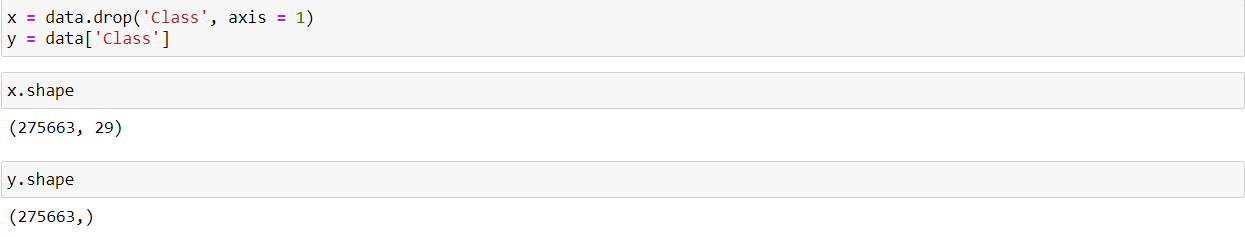 x = data.drop('Class', axis = 1)
y = data['Class']
x.shape
(275663, 29)
y.shape
(275663,)